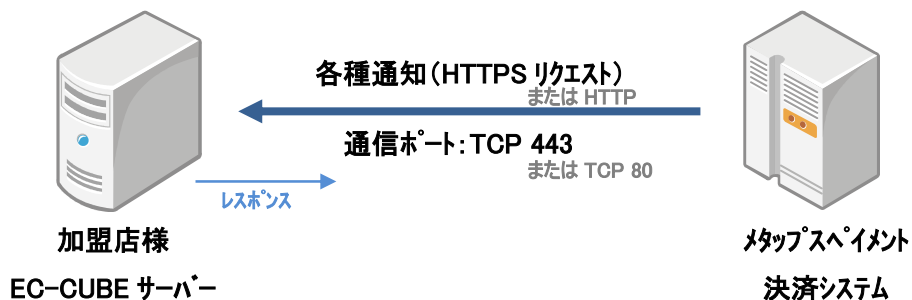 各種通知（HTTPS リクエスト）
または HTTP
通信ﾎﾟｰﾄ：TCP 443
または TCP 80
ﾚｽﾎﾟﾝｽ
加盟店様
EC-CUBE サーバー
ﾒﾀｯﾌﾟｽﾍﾟｲﾒﾝﾄ
決済システム